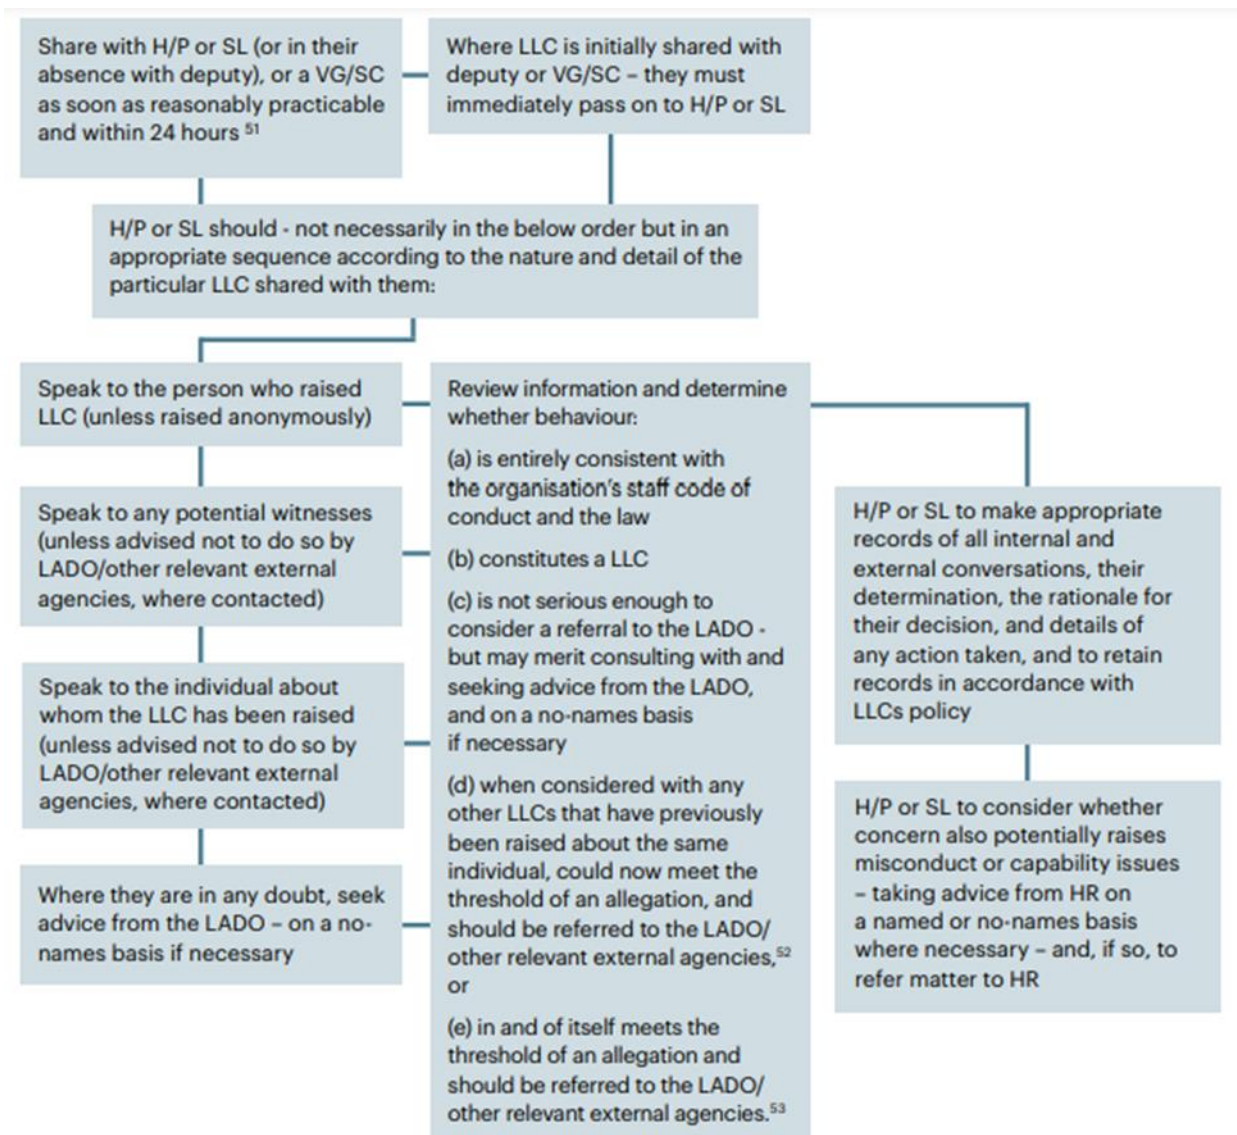 Share with H/P or SL (or in their
absence with deputy), or a VG/SC
as soon as reasonably practicable
and within 24 hours 51
Where LLC is initially shared with
deputy or VG/SC – they must
immediately pass on to H/P or SL
H/P or SL should - not necessarily in the below order but in an
appropriate sequence according to the nature and detail of the
particular LLC shared with them:
Speak to the person who raised
LLC (unless raised anonymously)
Speak to any potential witnesses
(unless advised not to do so by
LADO/other relevant external
agencies, where contacted)
Speak to the individual about
whom the LLC has been raised
(unless advised not to do so by
LADO/other relevant external
agencies, where contacted)
Where they are in any doubt, seek
advice from the LADO – on a no-
names basis if necessary
Review information and determine
whether behaviour:
(a) is entirely consistent with
the organisation's staff code of
conduct and the law
(b) constitutes a LLC
(c) is not serious enough to
consider a referral to the LADO -
but may merit consulting with and
seeking advice from the LADO,
and on a no-names basis
if necessary
(d) when considered with any
other LLCs that have previously
been raised about the same
individual, could now meet the
threshold of an allegation, and
should be referred to the LADO/
other relevant external agencies,52
or
(e) in and of itself meets the
threshold of an allegation and
should be referred to the LADO/
other relevant external agencies.53
H/P or SL to make appropriate
records of all internal and
external conversations, their
determination, the rationale for
their decision, and details of
any action taken, and to retain
records in accordance with
LLCs policy
H/P or SL to consider whether
concern also potentially raises
misconduct or capability issues
– taking advice from HR on
a named or no-names basis
where necessary – and, if so, to
refer matter to HR